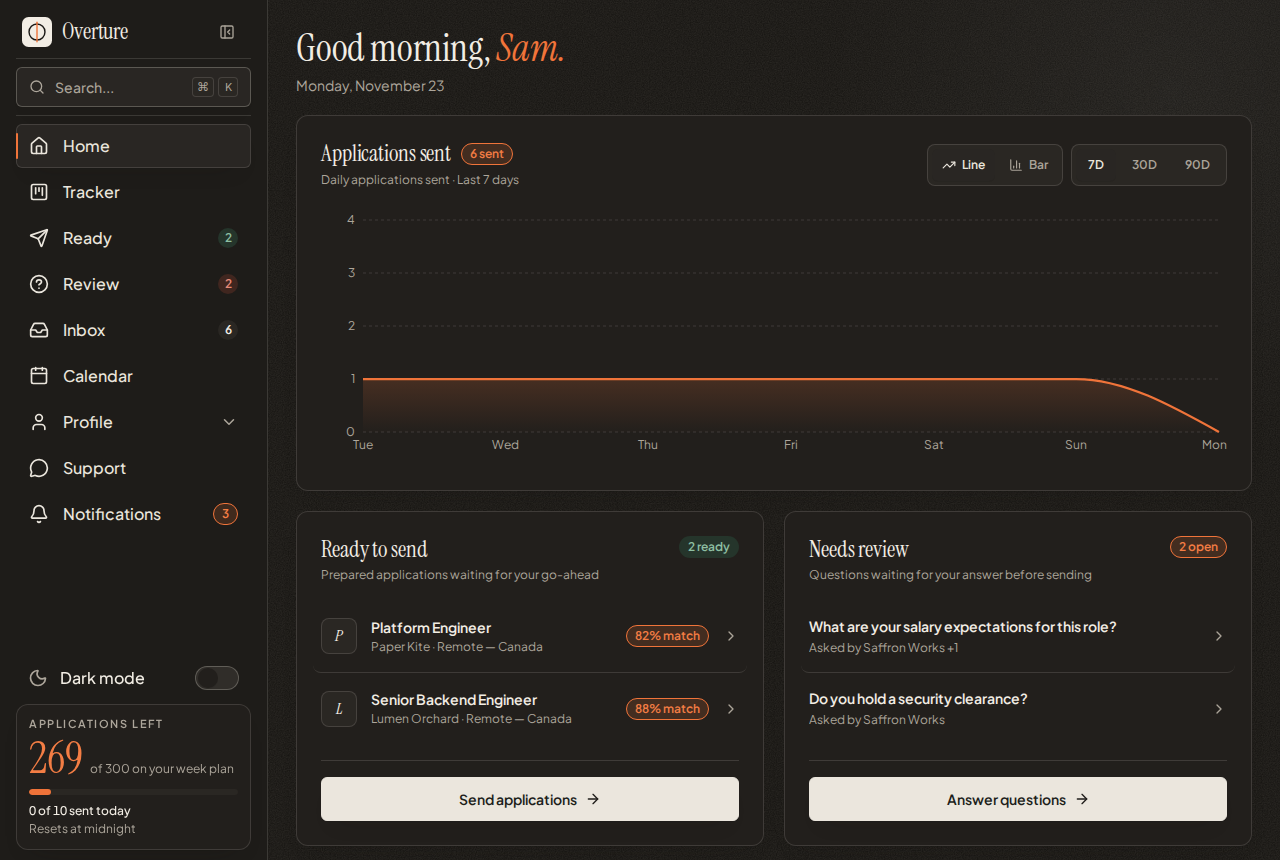 Overture
Search...
⌘ K
Home
Tracker
Ready 2
Review 2
Inbox 6
Calendar
Profile
Support
Notifications 3
Dark mode
APPLICATIONS LEFT
269 of 300 on your week plan
0 of 10 sent today
Resets at midnight
Good morning, Sam.
Monday, November 23
Applications sent 6 sent
Daily applications sent · Last 7 days
Line Bar 7D 30D 90D
4
3
2
1
0
Tue Wed Thu Fri Sat Sun Mon
Ready to send 2 ready
Prepared applications waiting for your go-ahead
P Platform Engineer 82% match
Paper Kite · Remote — Canada
L Senior Backend Engineer 88% match
Lumen Orchard · Remote — Canada
Send applications →
Needs review 2 open
Questions waiting for your answer before sending
What are your salary expectations for this role?
Asked by Saffron Works +1
Do you hold a security clearance?
Asked by Saffron Works
Answer questions →